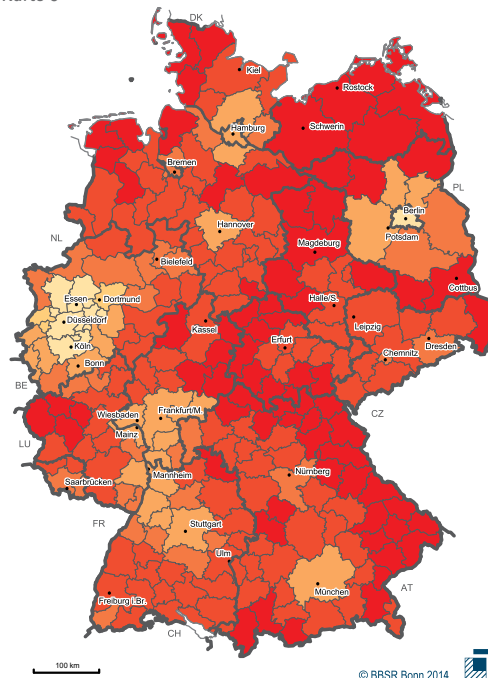 DK
Kiel
Rostock
Hamburg
Schwerin
Bremen
PL
Berlin
Hannover
Potsdam
NL
Magdeburg
Bielefeld
Cottbus
Essen
Dortmund
Halle/S.
Düsseldorf
Leipzig
Kassel
Köln
Erfurt
Dresden
Chemnitz
Bonn
BE
Wiesbaden
Frankfurt/M.
CZ
Mainz
LU
Mannheim
Nürnberg
Saarbrücken
FR
Stuttgart
Ulm
München
AT
Freiburg i.Br.
CH
100 km
© BBSR Bonn 2014